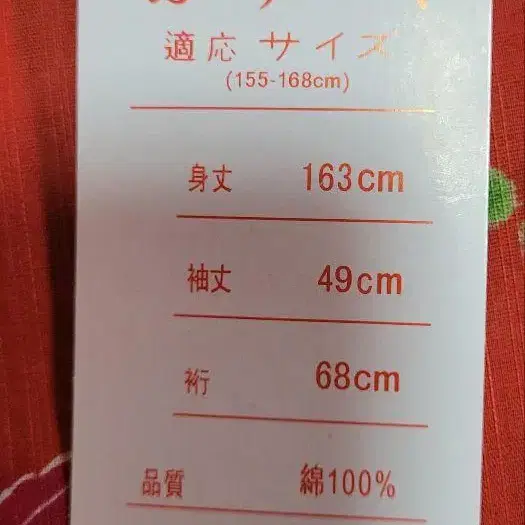 適応サイズ
(155-168cm)
身丈 163cm
袖丈 49cm
裄 68cm
品質 綿100%